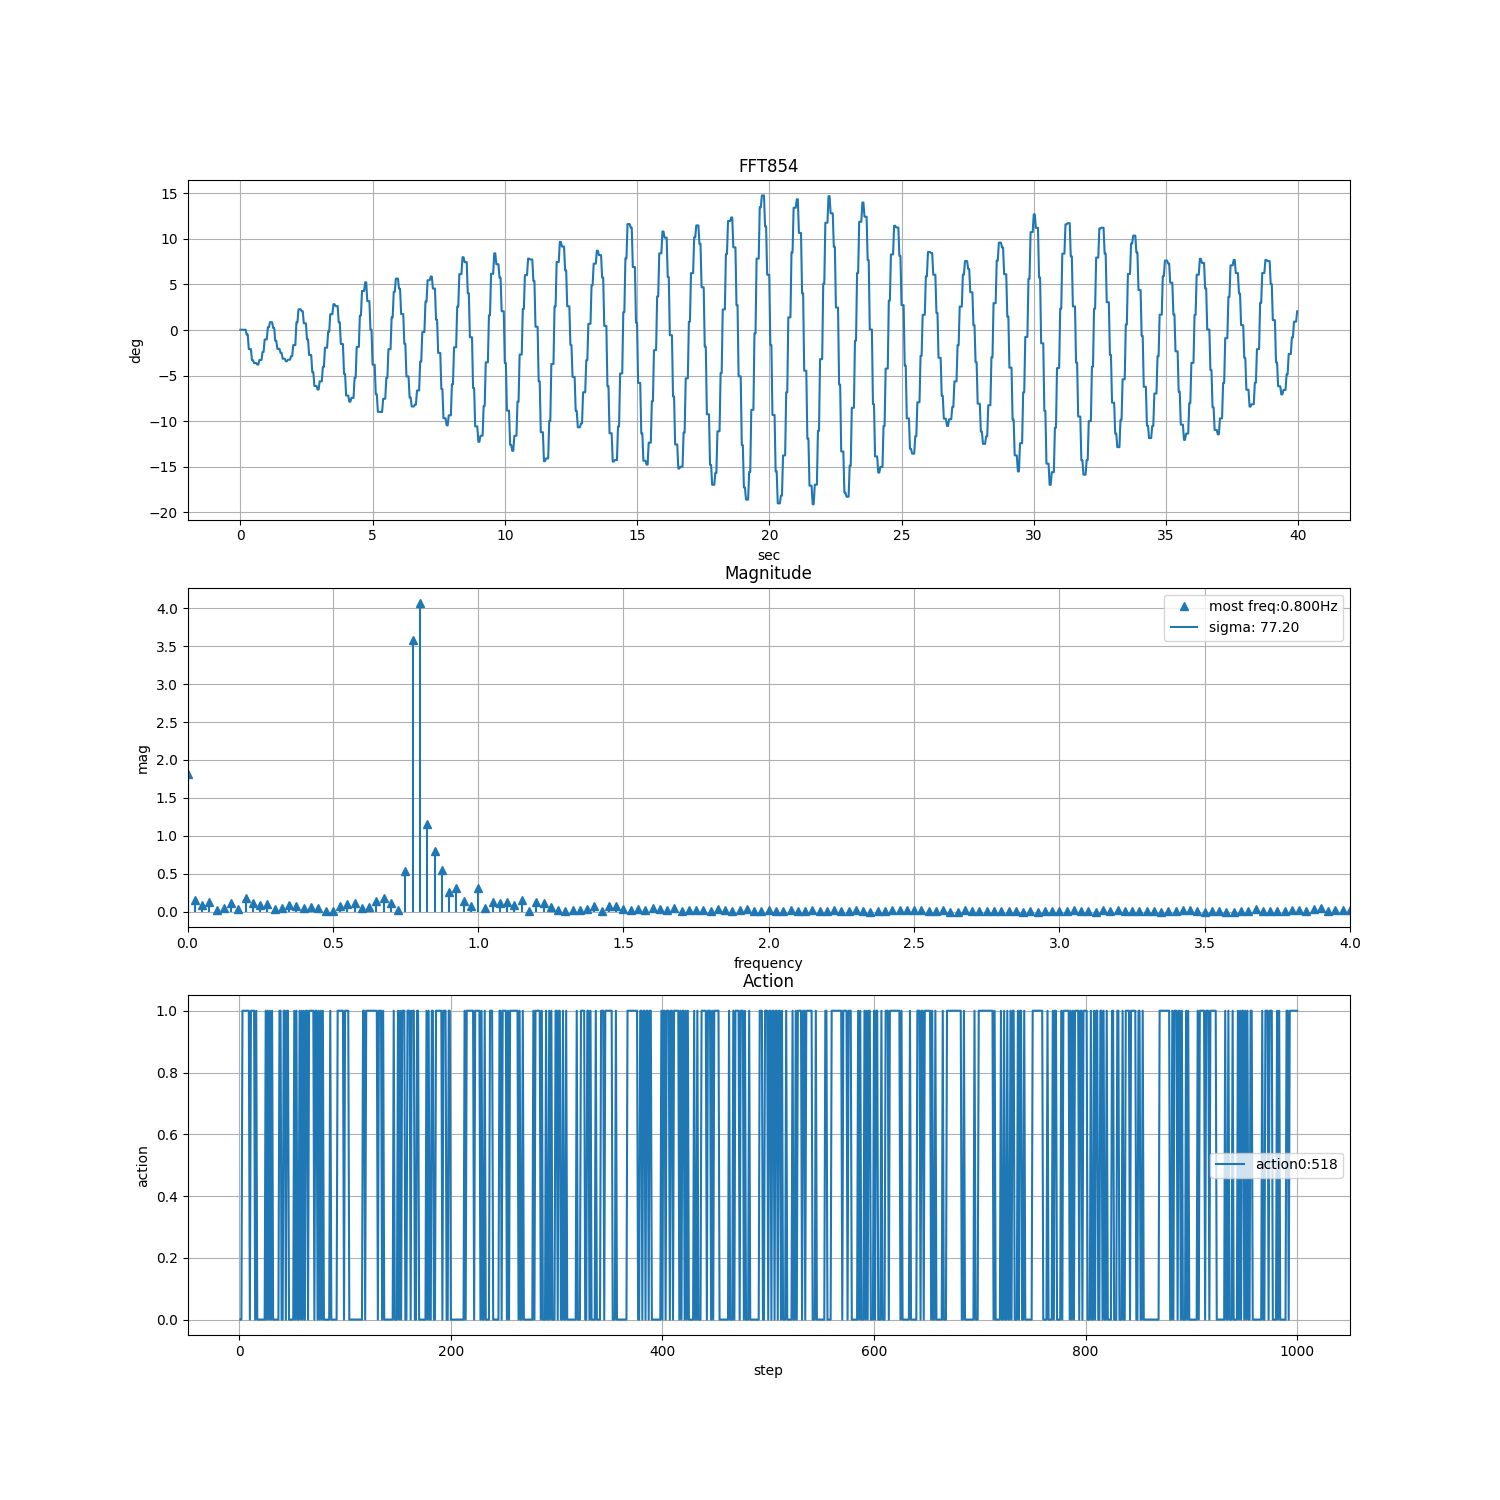 FFT854
15
10
5
0
−5
−10
−15
−20
deg
0 5 10 15 20 25 30 35 40
sec
Magnitude
4.0
3.5
3.0
2.5
2.0
1.5
1.0
0.5
0.0
mag
most freq:0.800Hz
sigma: 77.20
0.0 0.5 1.0 1.5 2.0 2.5 3.0 3.5 4.0
frequency
Action
1.0
0.8
0.6
0.4
0.2
0.0
action
action0:518
0 200 400 600 800 1000
step